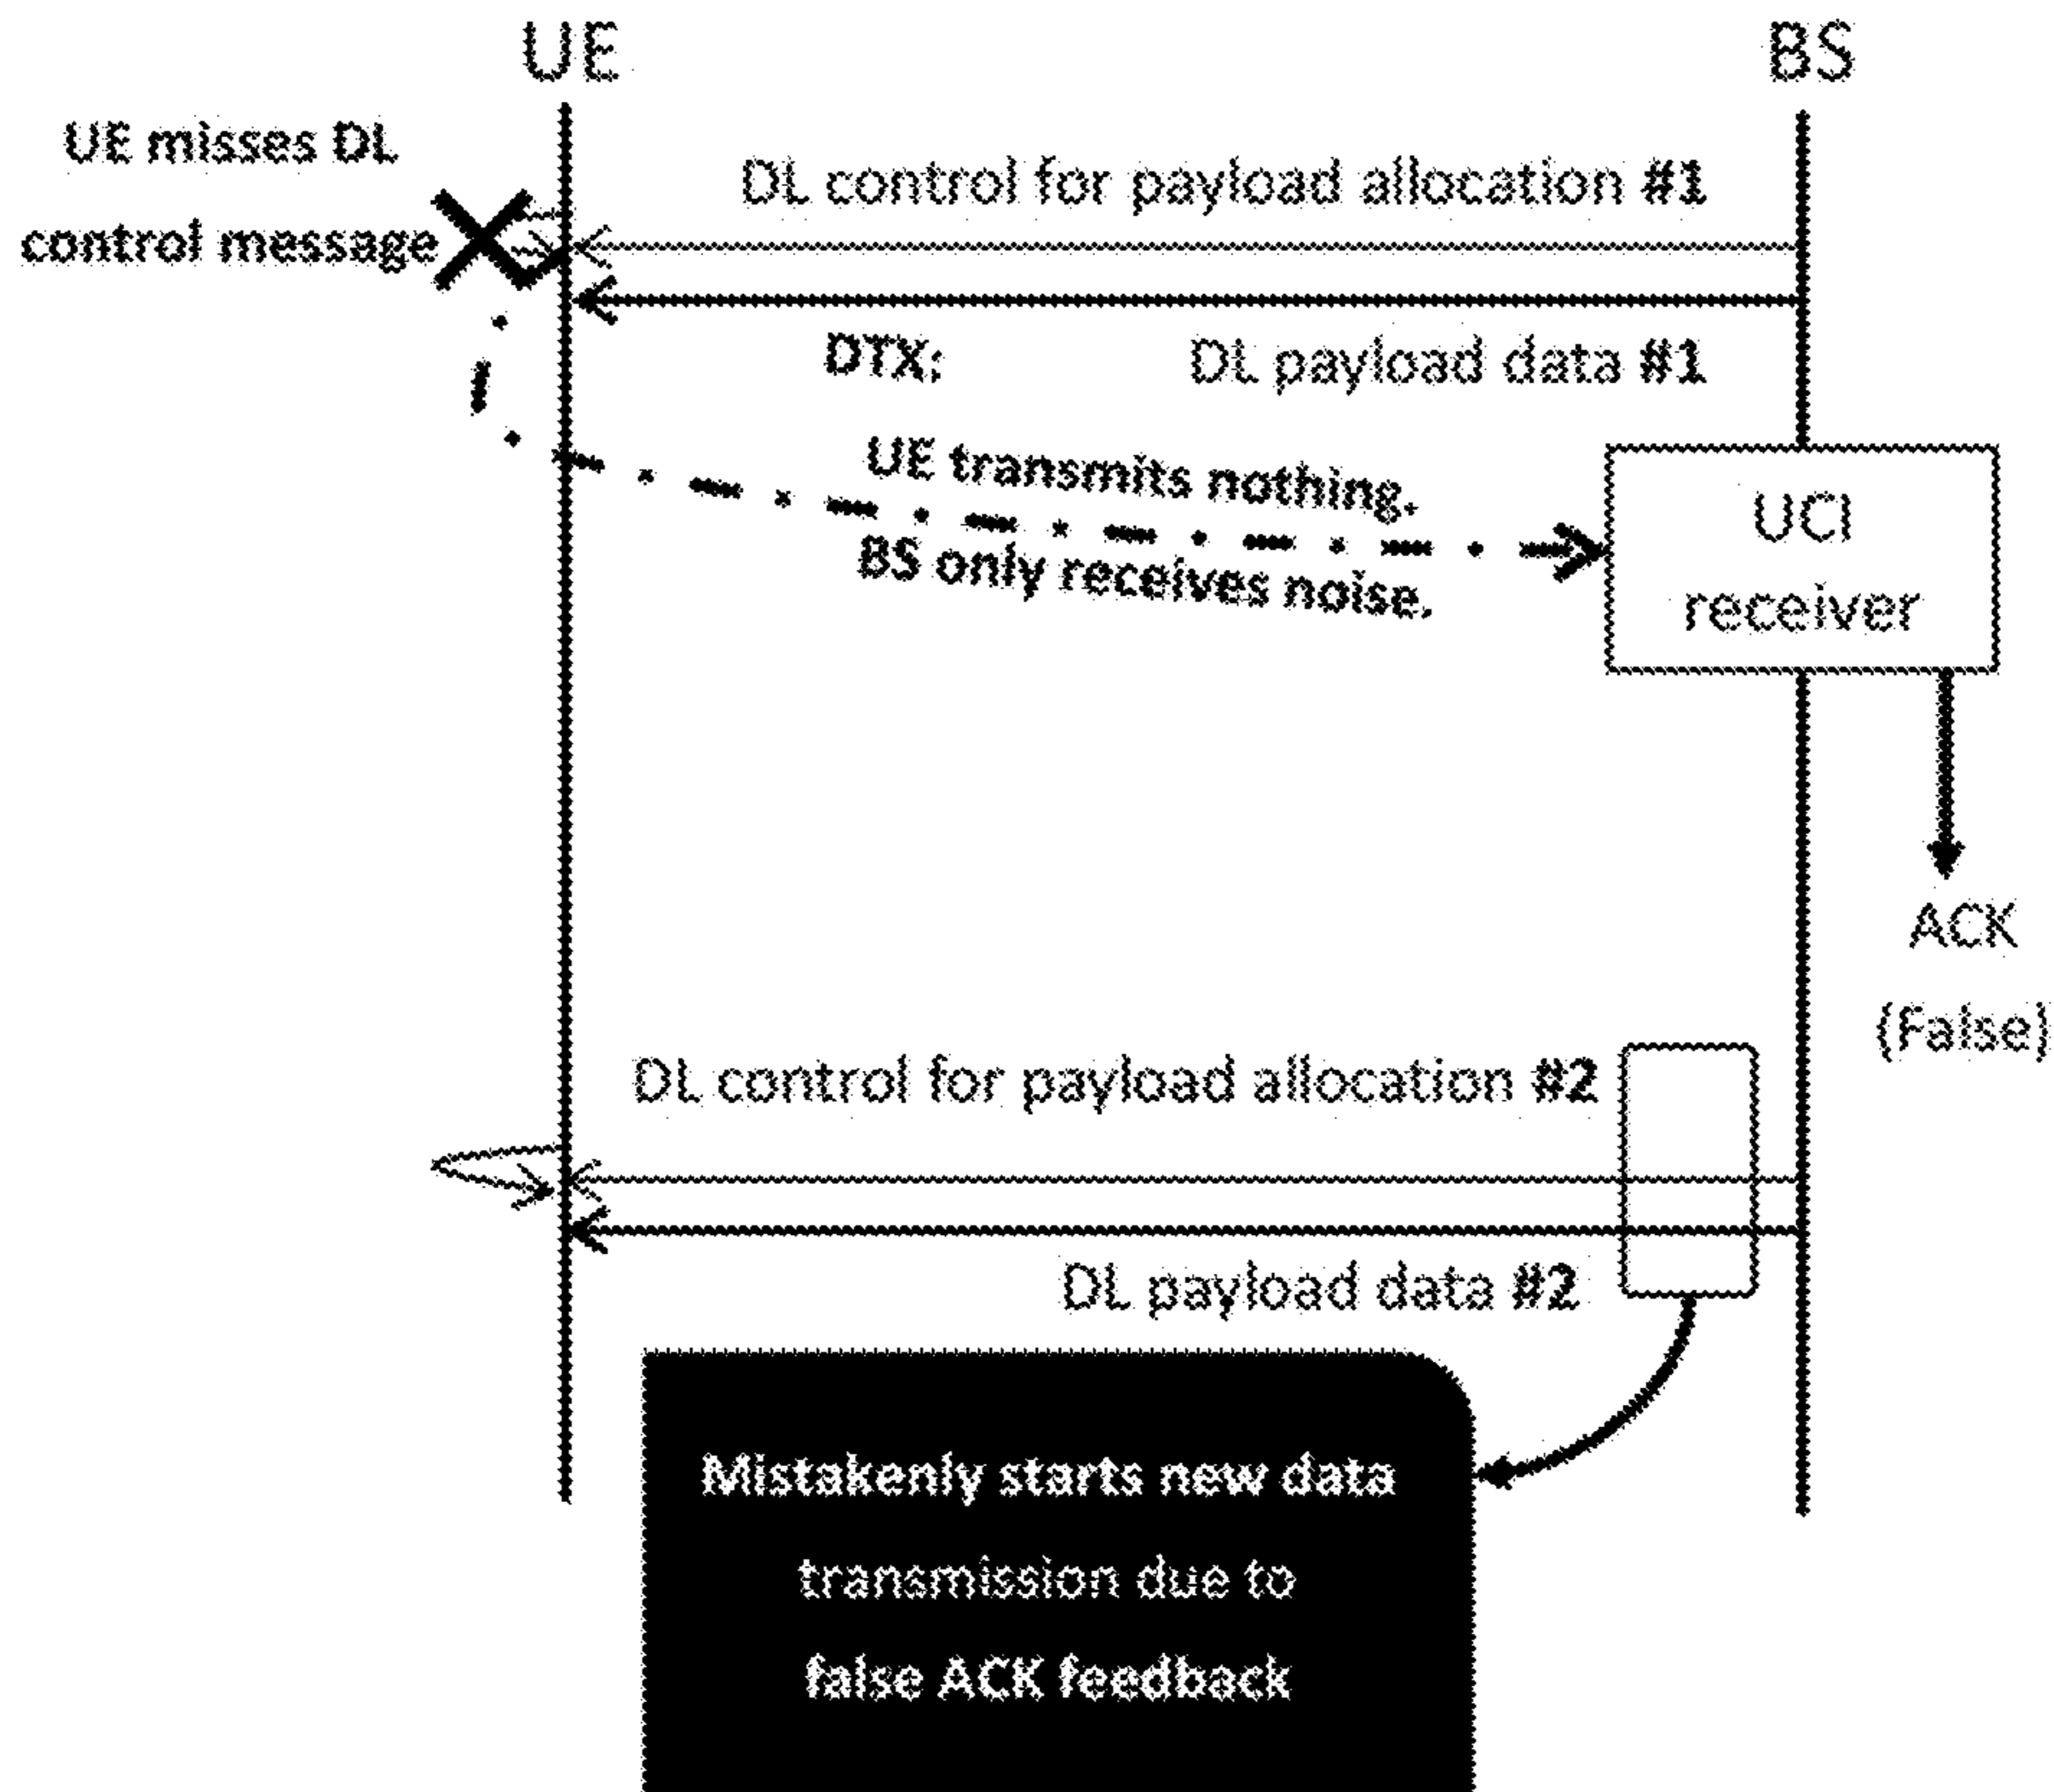 UE
BS
UE misses DL
control message
DL control for payload allocation #1
DTX:
DL payload data #1
UE transmits nothing.
BS only receives noise.
UCI
receiver
ACK
(False)
DL control for payload allocation #2
DL payload data #2
Mistakenly starts new data
transmission due to
false ACK feedback